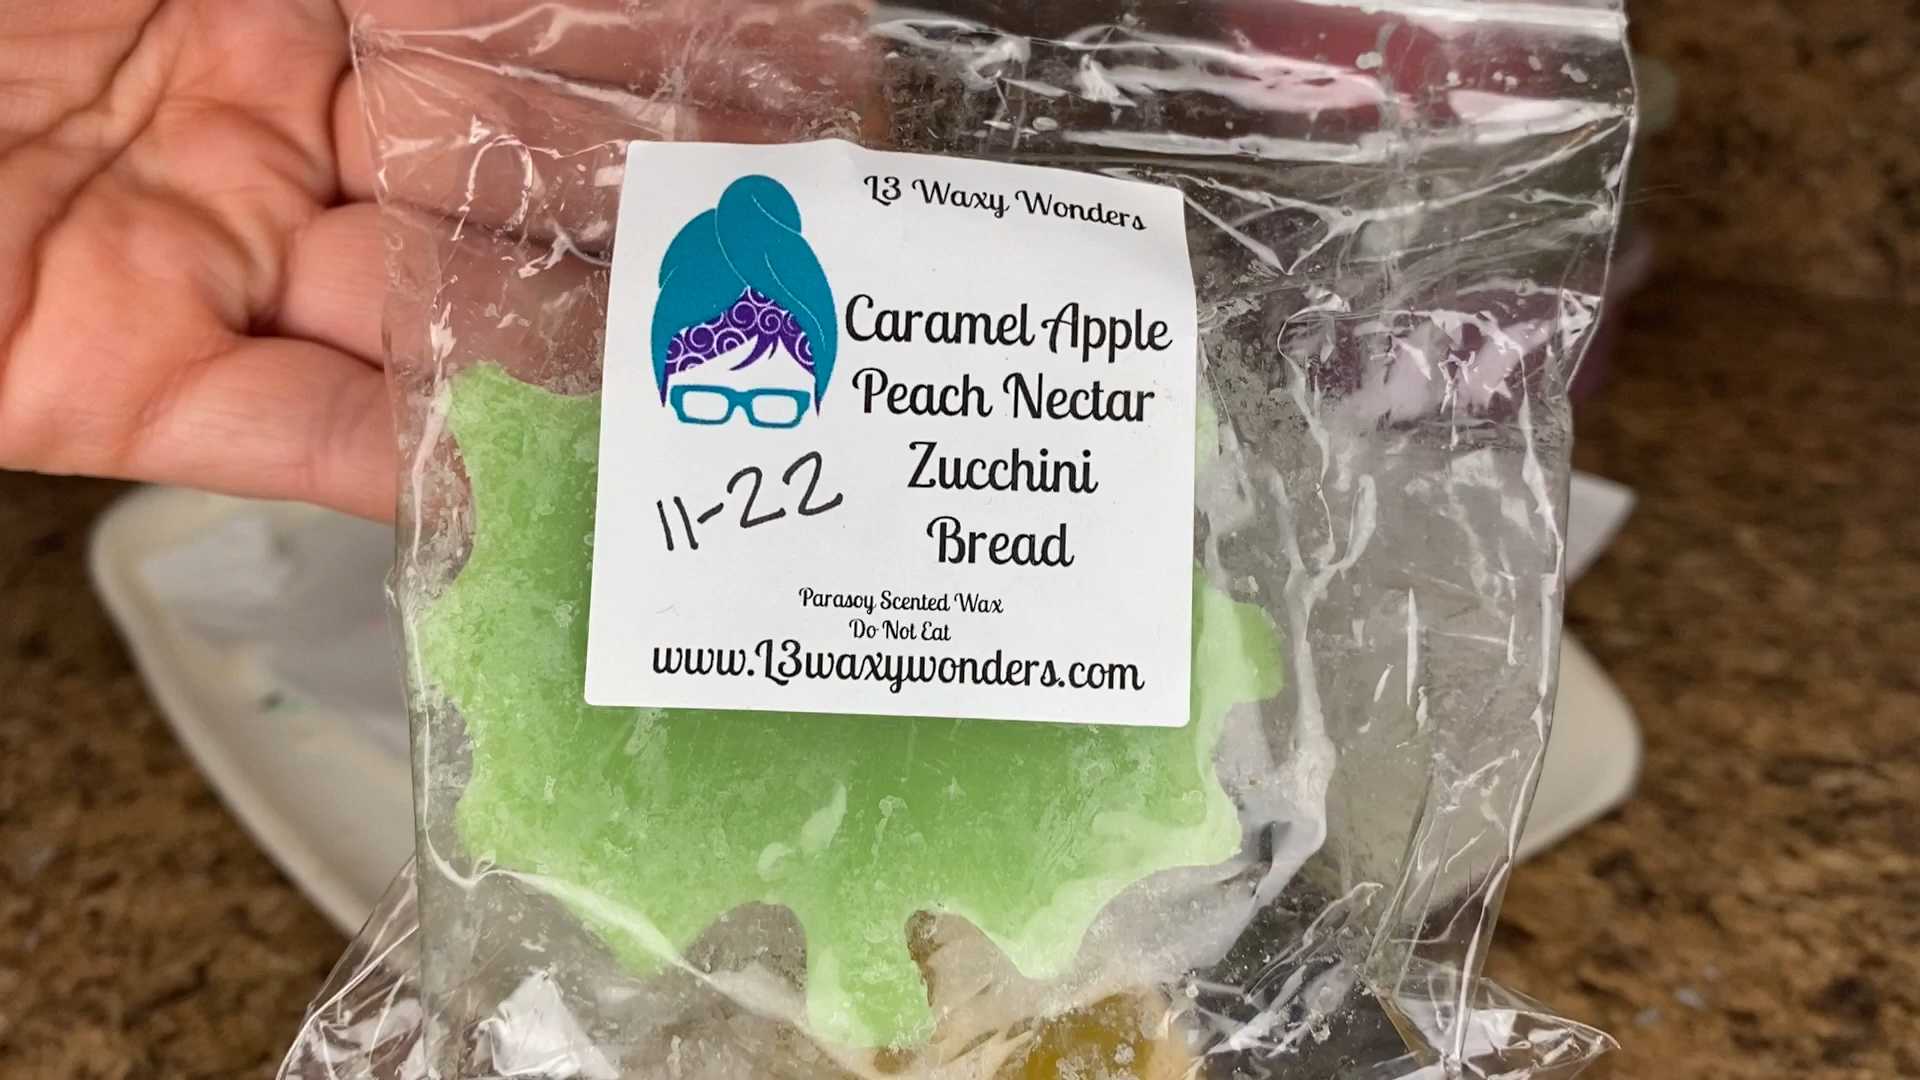 L3 Waxy Wonders
Caramel Apple
Peach Nectar
Zucchini
Bread
11-22
Parasoy Scented Wax
Do Not Eat
www.L3waxywonders.com